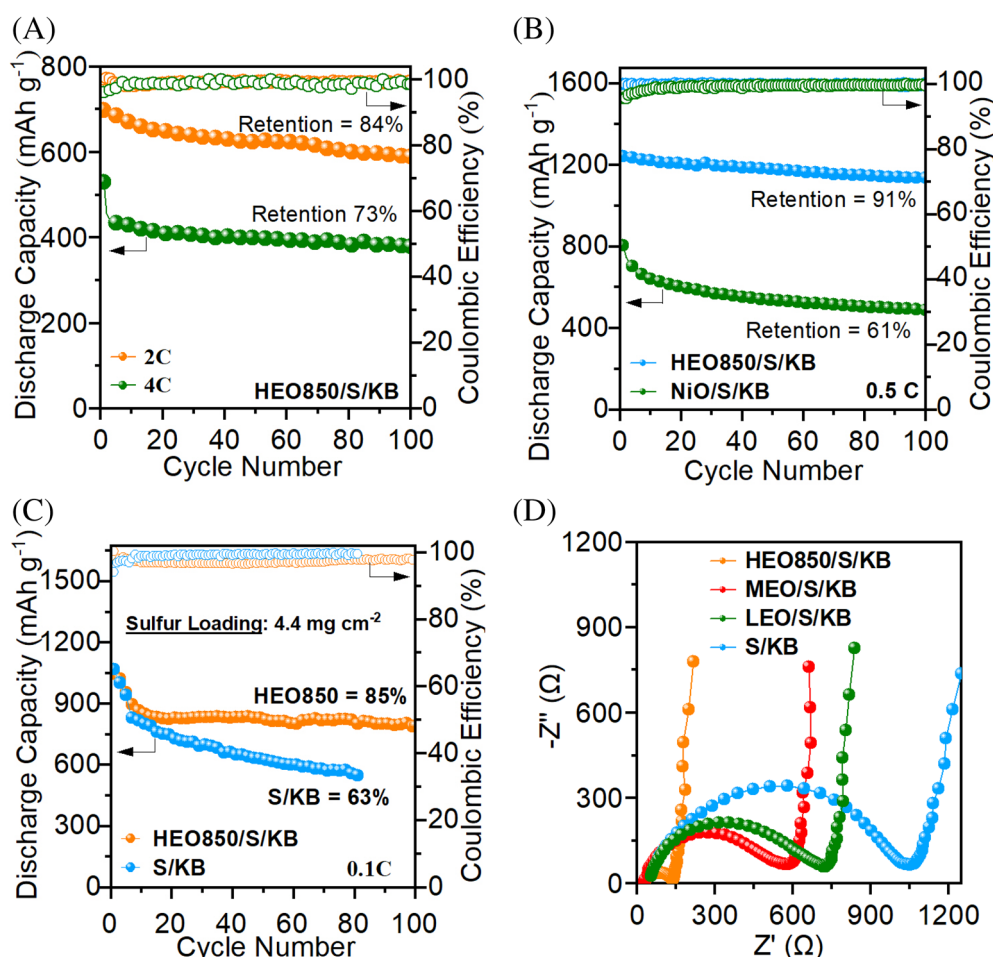 (A)
Discharge Capacity (mAh g-1)
800
600
400
200
0
Retention = 84%
Retention 73%
2C
4C
HEO850/S/KB
100
80
60
40
20
0
Coulombic Efficiency (%)
0 20 40 60 80 100
Cycle Number
(B)
Discharge Capacity (mAh g-1)
1600
1200
800
400
0
Retention = 91%
Retention = 61%
HEO850/S/KB
NiO/S/KB
0.5 C
100
80
60
40
20
0
Coulombic Efficiency (%)
0 20 40 60 80 100
Cycle Number
(C)
Discharge Capacity (mAh g-1)
1500
1200
900
600
300
0
Sulfur Loading: 4.4 mg cm-2
HEO850 = 85%
S/KB = 63%
HEO850/S/KB
S/KB
0.1C
100
80
60
40
20
0
Coulombic Efficiency (%)
0 20 40 60 80 100
Cycle Number
(D)
-Z" (Ω)
1200
900
600
300
0
HEO850/S/KB
MEO/S/KB
LEO/S/KB
S/KB
0 300 600 900 1200
Z' (Ω)